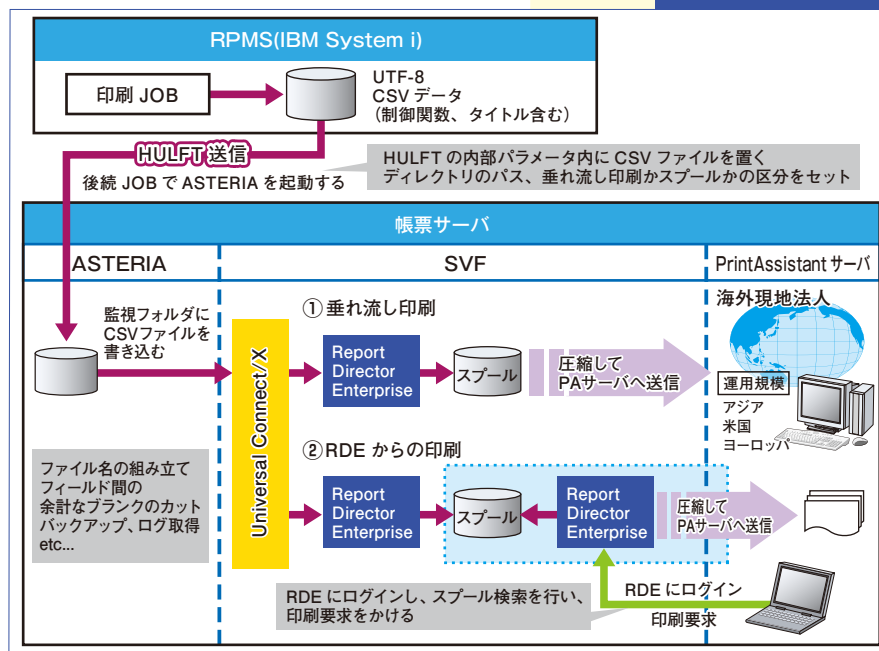 RPMS(IBM System i)
印刷 JOB
UTF-8
CSV データ
（制御関数、タイトル含む）
HULFT 送信
後続 JOB で ASTERIA を起動する
HULFT の内部パラメータ内に CSV ファイルを置く
ディレクトリのパス、垂れ流し印刷かスプールかの区分をセット
帳票サーバ
ASTERIA
SVF
PrintAssistant サーバ
監視フォルダに
CSVファイルを
書き込む
Universal Connect/X
①垂れ流し印刷
Report
Director
Enterprise
スプール
圧縮して
PAサーバへ送信
海外現地法人
運用規模
アジア
米国
ヨーロッパ
ファイル名の組み立て
フィールド間の
余計なブランクのカット
バックアップ、ログ取得
etc...
②RDE からの印刷
Report
Director
Enterprise
スプール
Report
Director
Enterprise
圧縮して
PAサーバへ送信
RDE にログインし、スプール検索を行い、
印刷要求をかける
RDE にログイン
印刷要求